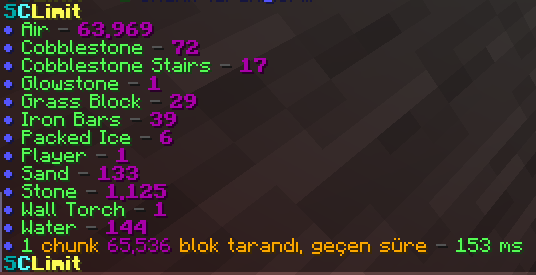 SCLimit
• Air - 63,969
• Cobblestone - 72
• Cobblestone Stairs - 17
• Glowstone - 1
• Grass Block - 29
• Iron Bars - 39
• Packed Ice - 6
• Player - 1
• Sand - 133
• Stone - 1,125
• Wall Torch - 1
• Water - 144
• 1 chunk 65,536 blok tarandı, geçen süre - 153 ms
SCLimit